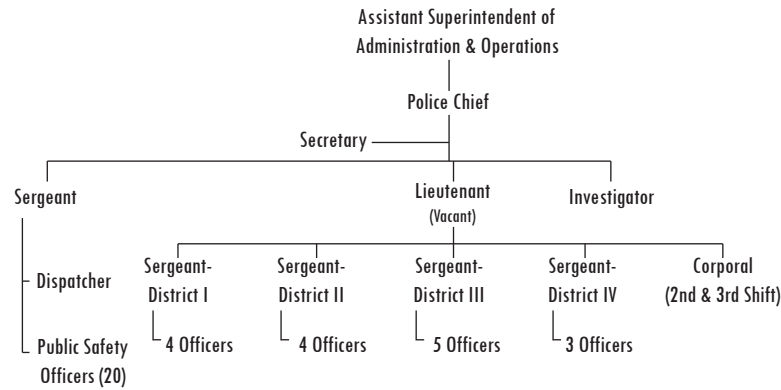 Assistant Superintendent of
Administration & Operations
Police Chief
Secretary
Sergeant
Lieutenant
(Vacant)
Investigator
Dispatcher
Public Safety
Officers (20)
Sergeant-
District I
4 Officers
Sergeant-
District II
4 Officers
Sergeant-
District III
5 Officers
Sergeant-
District IV
3 Officers
Corporal
(2nd & 3rd Shift)